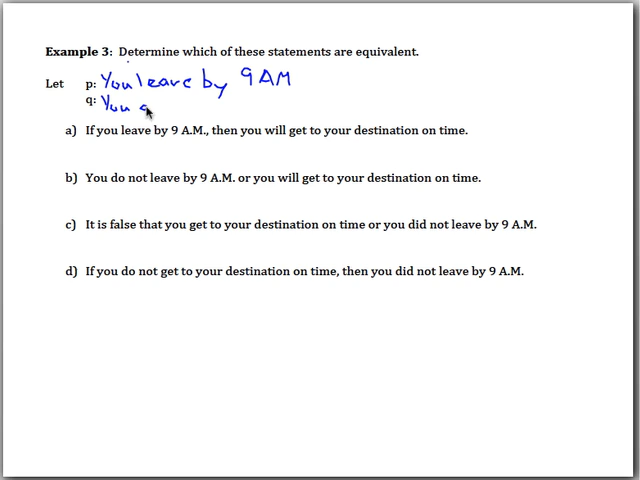 Example 3: Determine which of these statements are equivalent.
Let p: You leave by 9 AM
q: You
a) If you leave by 9 A.M., then you will get to your destination on time.
b) You do not leave by 9 A.M. or you will get to your destination on time.
c) It is false that you get to your destination on time or you did not leave by 9 A.M.
d) If you do not get to your destination on time, then you did not leave by 9 A.M.